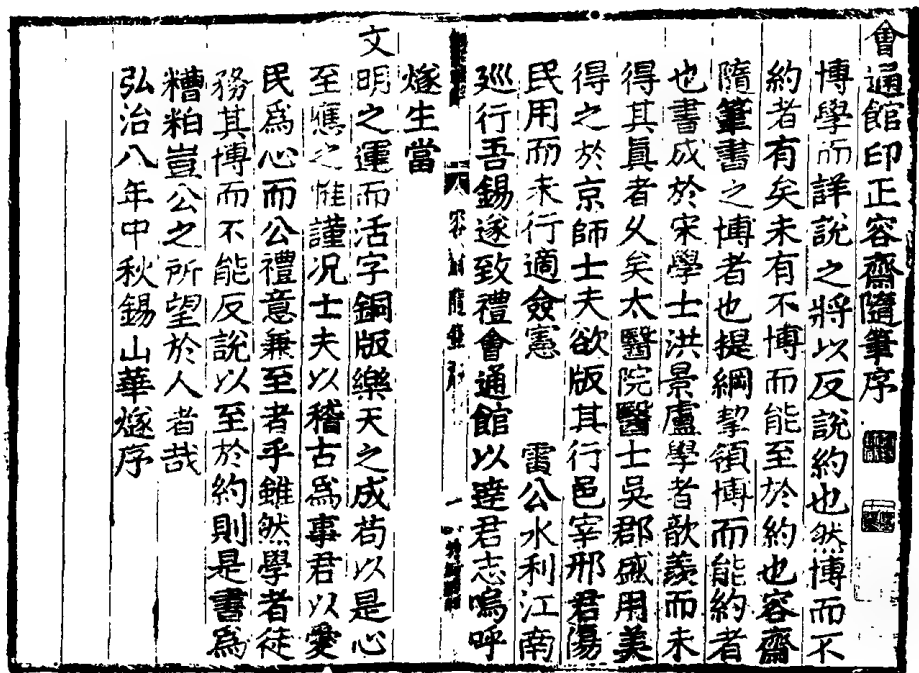 會通館印正容齋隨筆序
博學而詳說之將以反說約也然博而不
約者有矣未有不博而能至於約也容齋
隨筆書之博者也提綱挈領博而能約者
也書成於宋學士洪景盧學者歆羨而未
得其真者久矣太醫院醫士吳郡盛用美
得之於京師士夫欲版其行邑宰邢君傷
民用而未行適僉憲 雷公水利江南
廵行吾錫遂致禮會通館以達君志嗚呼
燧生當
文明之運而活字銅版樂天之成苟以是心
至應之惟謹况士夫以稽古爲事君以愛
民爲心而公禮意兼至者乎雖然學者徒
務其博而不能反說以至於約則是書爲
糟粕豈公之所望於人者哉
弘治八年中秋錫山華燧序